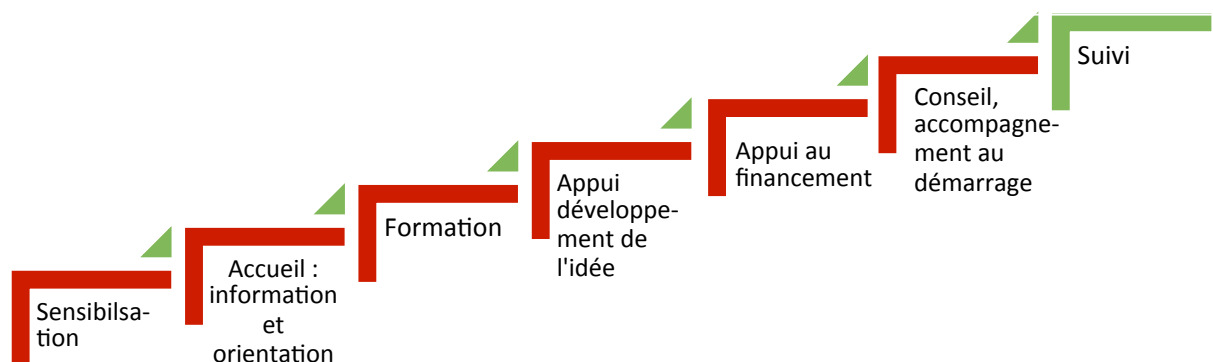 Sensibilsa-
tion
Accueil :
information
et
orientation
Formation
Appui
développe-
ment de
l'idée
Appui au
financement
Conseil,
accompagne-
ment au
démarrage
Suivi